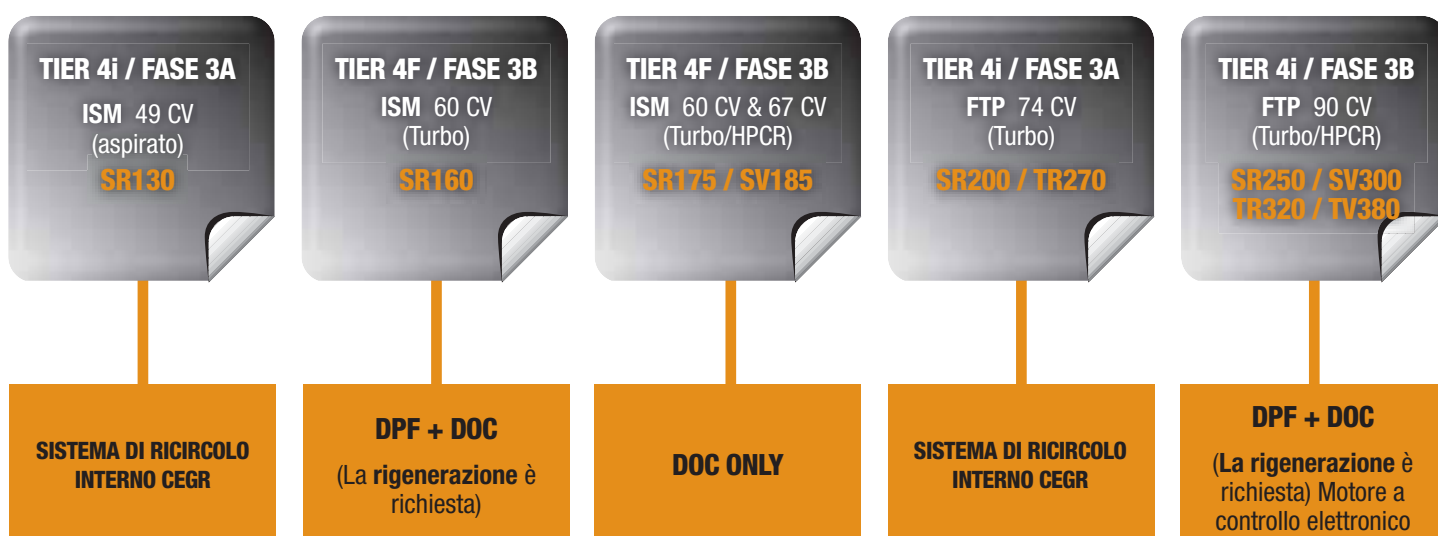 TIER 4i / FASE 3A
ISM 49 CV
(aspirato)
SR130
SISTEMA DI RICIRCOLO
INTERNO CEGR
TIER 4F / FASE 3B
ISM 60 CV
(Turbo)
SR160
DPF + DOC
(La rigenerazione è
richiesta)
TIER 4F / FASE 3B
ISM 60 CV & 67 CV
(Turbo/HPCR)
SR175 / SV185
DOC ONLY
TIER 4i / FASE 3A
FTP 74 CV
(Turbo)
SR200 / TR270
SISTEMA DI RICIRCOLO
INTERNO CEGR
TIER 4i / FASE 3B
FTP 90 CV
(Turbo/HPCR)
SR250 / SV300
TR320 / TV380
DPF + DOC
(La rigenerazione è
richiesta) Motore a
controllo elettronico